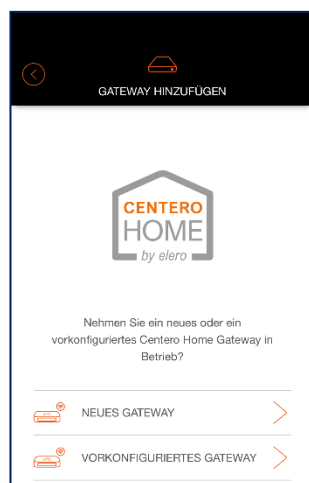 GATEWAY HINZUFÜGEN
CENTERO
HOME
by elero
Nehmen Sie ein neues oder ein
vorkonfiguriertes Centero Home Gateway in
Betrieb?
NEUES GATEWAY
VORKONFIGURIERTES GATEWAY